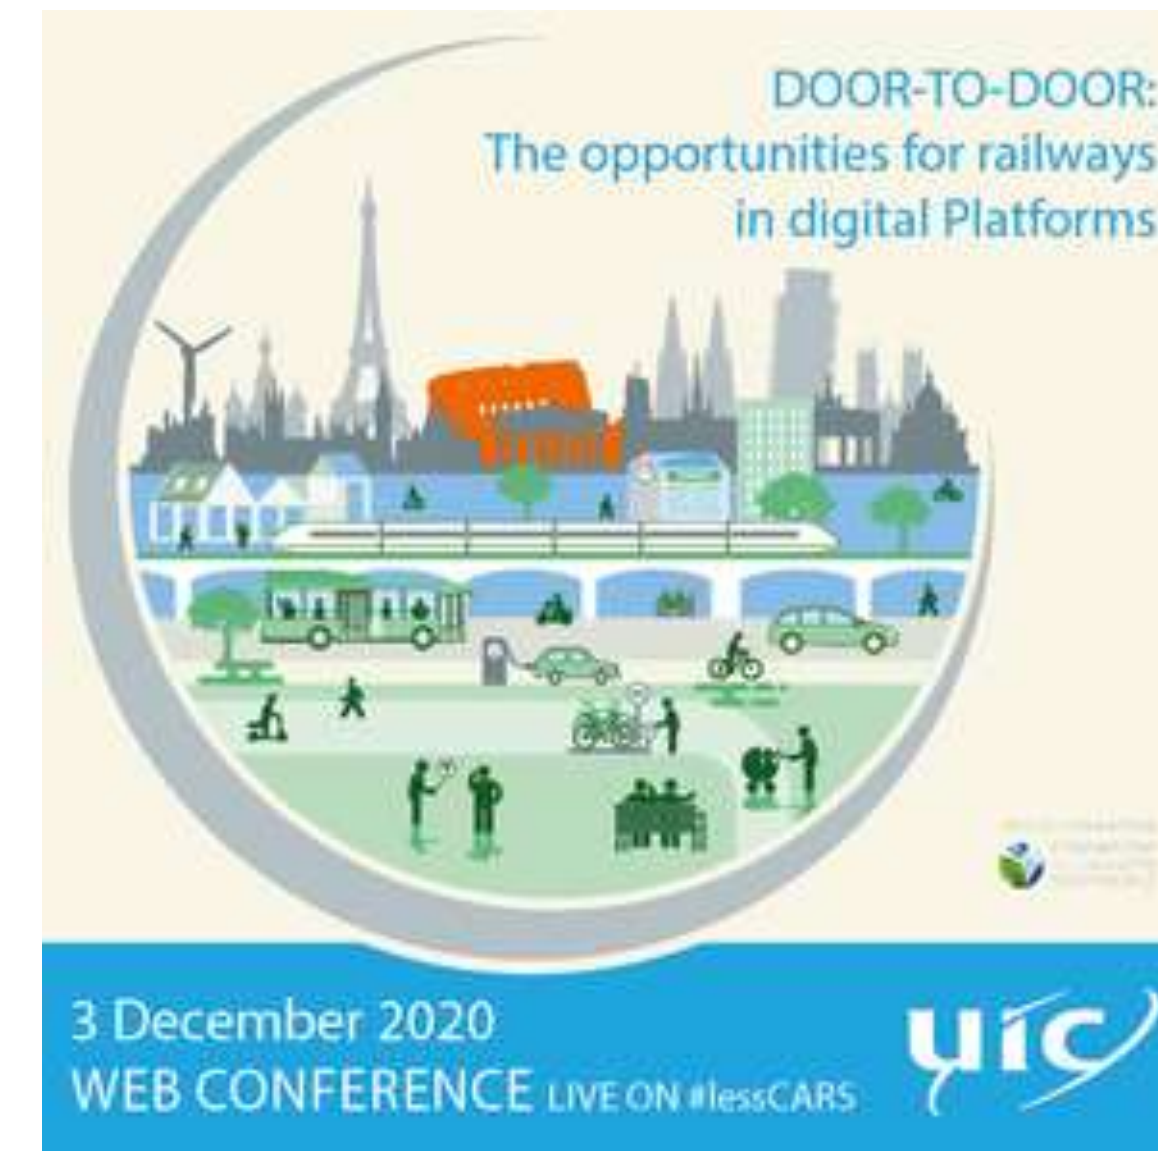 DOOR-TO-DOOR:
The opportunities for railways
in digital Platforms
3 December 2020
WEB CONFERENCE LIVE ON #lessCARS
uic